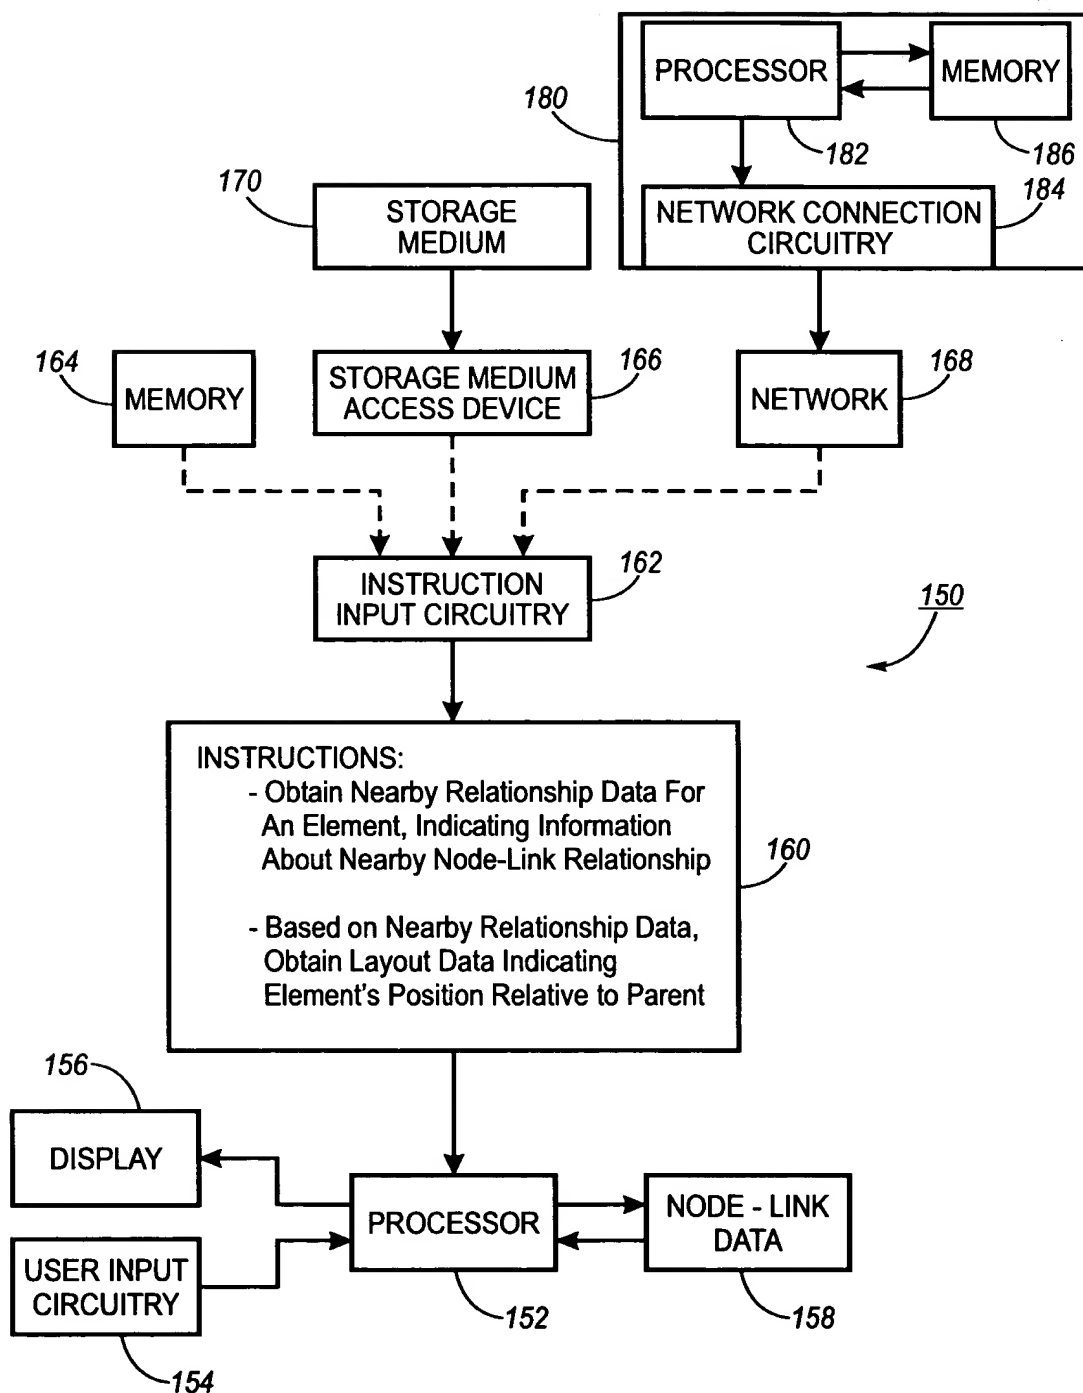 PROCESSOR
MEMORY
180
182
186
170
184
STORAGE
MEDIUM
NETWORK CONNECTION
CIRCUITRY
164
166
168
MEMORY
STORAGE MEDIUM
ACCESS DEVICE
NETWORK
162
INSTRUCTION
INPUT CIRCUITRY
150
INSTRUCTIONS:
- Obtain Nearby Relationship Data For
An Element, Indicating Information
About Nearby Node-Link Relationship
160
- Based on Nearby Relationship Data,
Obtain Layout Data Indicating
Element's Position Relative to Parent
156
DISPLAY
PROCESSOR
NODE - LINK
DATA
USER INPUT
CIRCUITRY
152
158
154